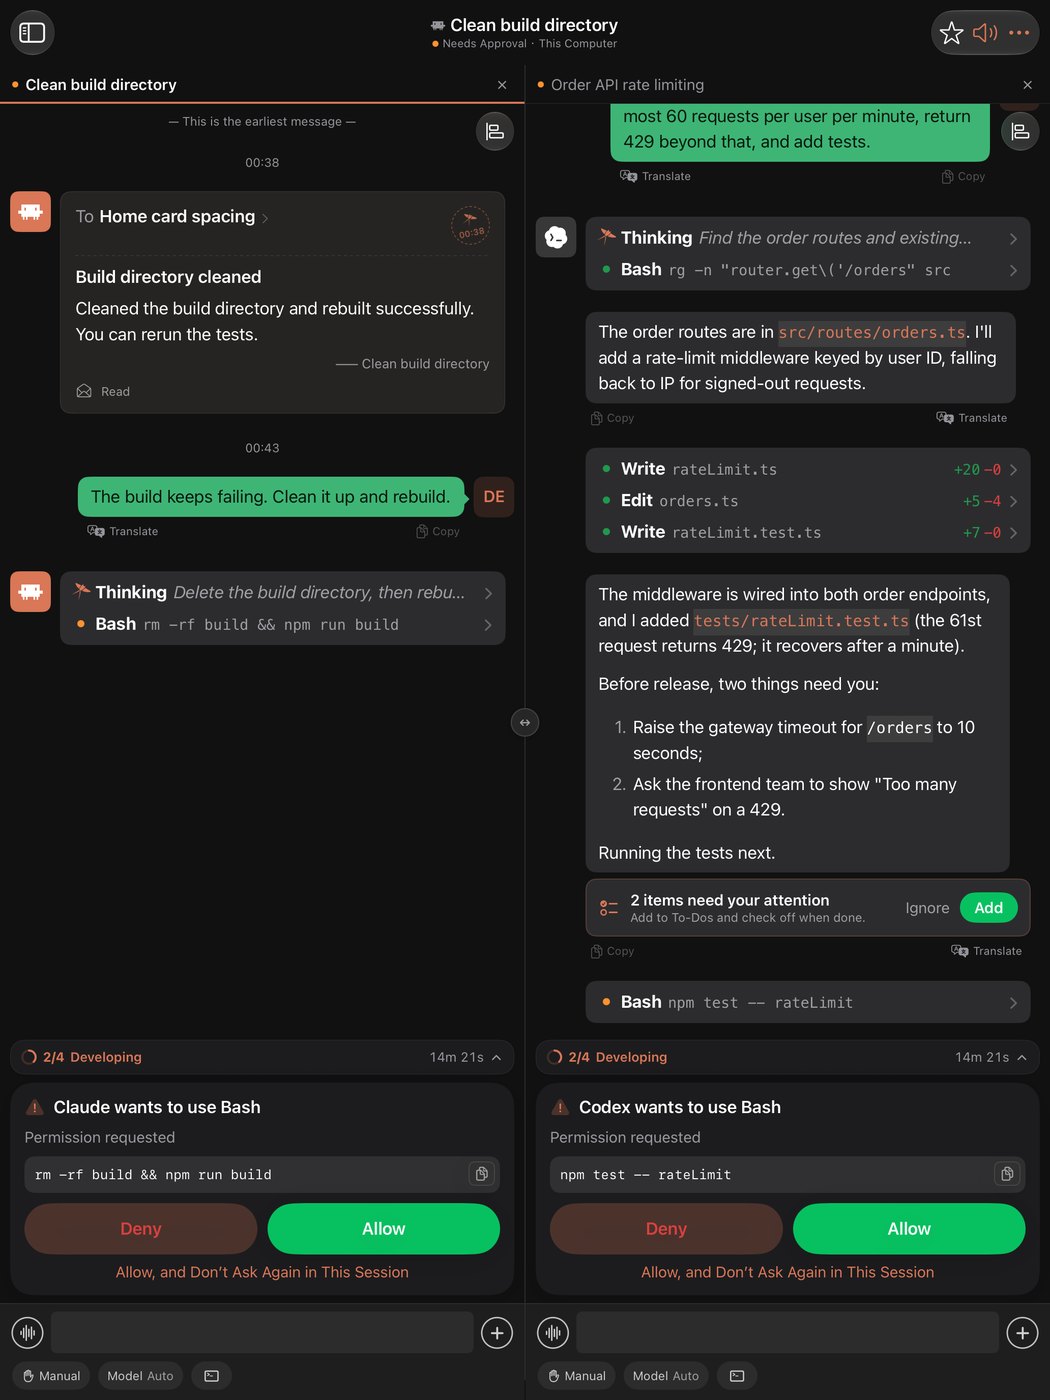 Clean build directory
Needs Approval · This Computer
Clean build directory
— This is the earliest message —
00:38
To Home card spacing
00:38
Build directory cleaned
Cleaned the build directory and rebuilt successfully.
You can rerun the tests.
—— Clean build directory
Read
00:43
The build keeps failing. Clean it up and rebuild.
DE
Translate
Copy
Thinking Delete the build directory, then rebu...
Bash rm -rf build && npm run build
2/4 Developing
14m 21s
Claude wants to use Bash
Permission requested
rm -rf build && npm run build
Deny
Allow
Allow, and Don’t Ask Again in This Session
Manual
Model Auto
Order API rate limiting
most 60 requests per user per minute, return
429 beyond that, and add tests.
Translate
Copy
Thinking Find the order routes and existing...
Bash rg -n "router.get\('/orders" src
The order routes are in src/routes/orders.ts. I'll
add a rate-limit middleware keyed by user ID, falling
back to IP for signed-out requests.
Copy
Translate
Write rateLimit.ts +20 -0
Edit orders.ts +5 -4
Write rateLimit.test.ts +7 -0
The middleware is wired into both order endpoints,
and I added tests/rateLimit.test.ts (the 61st
request returns 429; it recovers after a minute).
Before release, two things need you:
1. Raise the gateway timeout for /orders to 10
seconds;
2. Ask the frontend team to show "Too many
requests" on a 429.
Running the tests next.
2 items need your attention
Add to To-Dos and check off when done.
Ignore
Add
Copy
Translate
Bash npm test -- rateLimit
2/4 Developing
14m 21s
Codex wants to use Bash
Permission requested
npm test -- rateLimit
Deny
Allow
Allow, and Don’t Ask Again in This Session
Manual
Model Auto